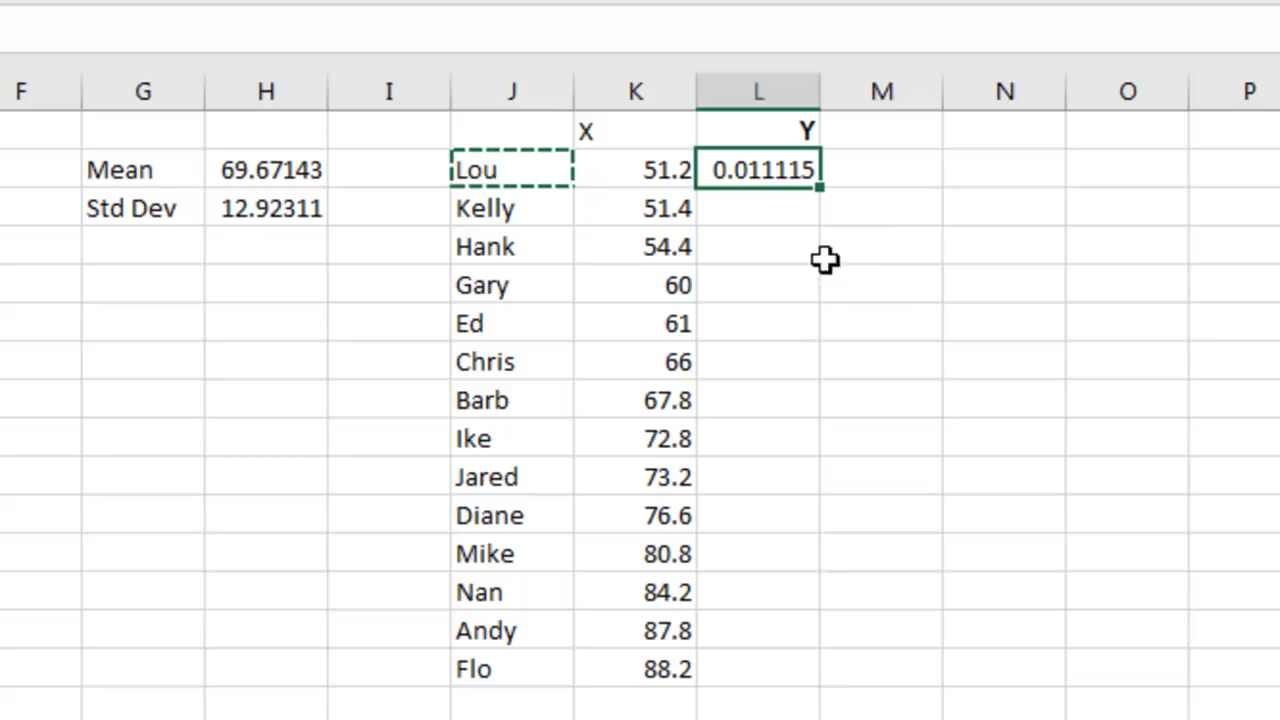 F G H I J K L M N O P
X Y
Mean 69.67143 Lou 51.2 0.011115
Std Dev 12.92311 Kelly 51.4
Hank 54.4
Gary 60
Ed 61
Chris 66
Barb 67.8
Ike 72.8
Jared 73.2
Diane 76.6
Mike 80.8
Nan 84.2
Andy 87.8
Flo 88.2